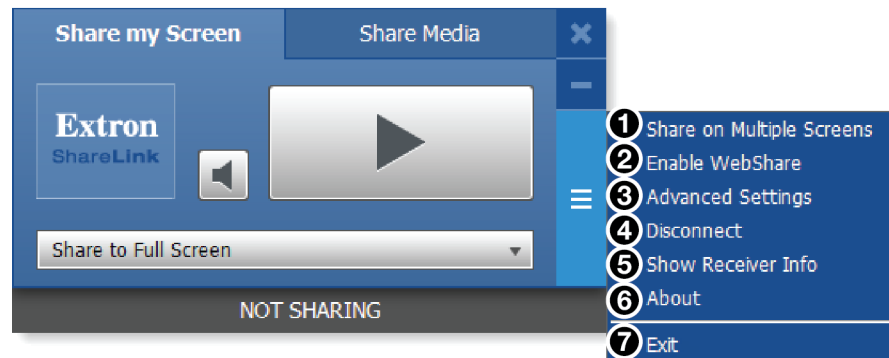 Share my Screen
Share Media
Extron
ShareLink
Share to Full Screen
NOT SHARING
1 Share on Multiple Screens
2 Enable WebShare
3 Advanced Settings
4 Disconnect
5 Show Receiver Info
6 About
7 Exit